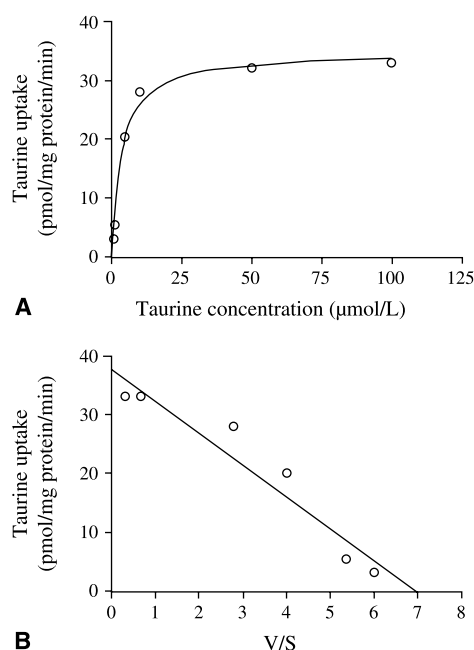 40
30
20
10
0
Taurine uptake
(pmol/mg protein/min)
0 25 50 75 100 125
A Taurine concentration (μmol/L)
40
30
20
10
0
Taurine uptake
(pmol/mg protein/min)
0 1 2 3 4 5 6 7 8
B V/S